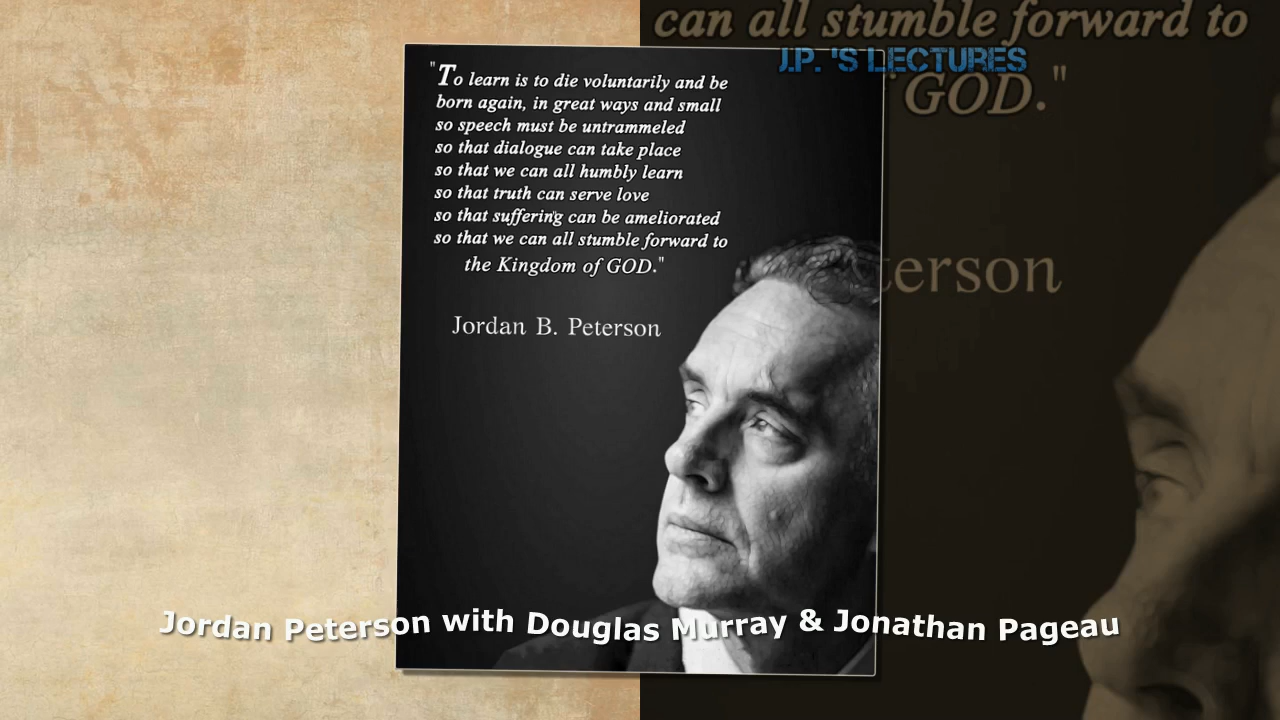 can all stumble forward to
J.P. 'S LECTURES
GOD."
"To learn is to die voluntarily and be
born again, in great ways and small
so speech must be untrammeled
so that dialogue can take place
so that we can all humbly learn
so that truth can serve love
so that suffering can be ameliorated
so that we can all stumble forward to
the Kingdom of GOD."
Jordan B. Peterson
terson
Jordan Peterson with Douglas Murray & Jonathan Pageau